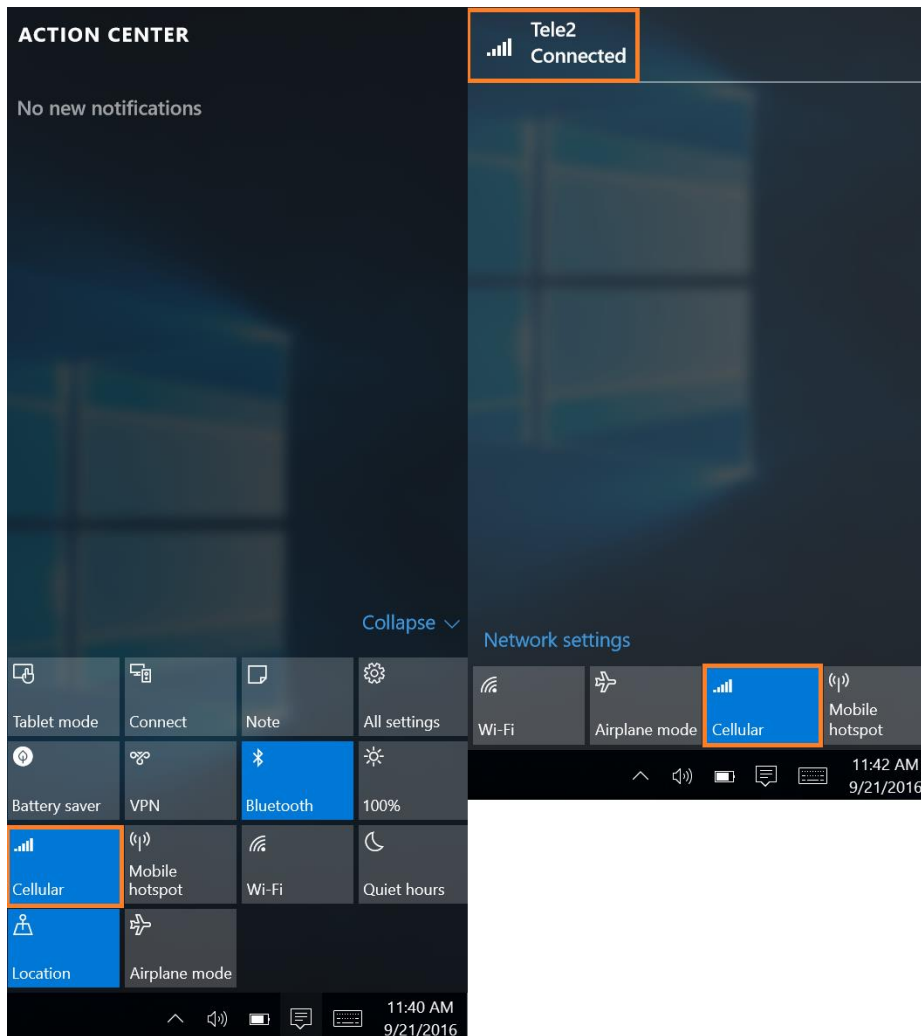 ACTION CENTER
No new notifications
Collapse
Tablet mode
Connect
Note
All settings
Battery saver
VPN
Bluetooth
100%
Cellular
Mobile
hotspot
Wi-Fi
Quiet hours
Location
Airplane mode
11:40 AM
9/21/2016
Tele2
Connected
Network settings
Wi-Fi
Airplane mode
Cellular
Mobile
hotspot
11:42 AM
9/21/2016